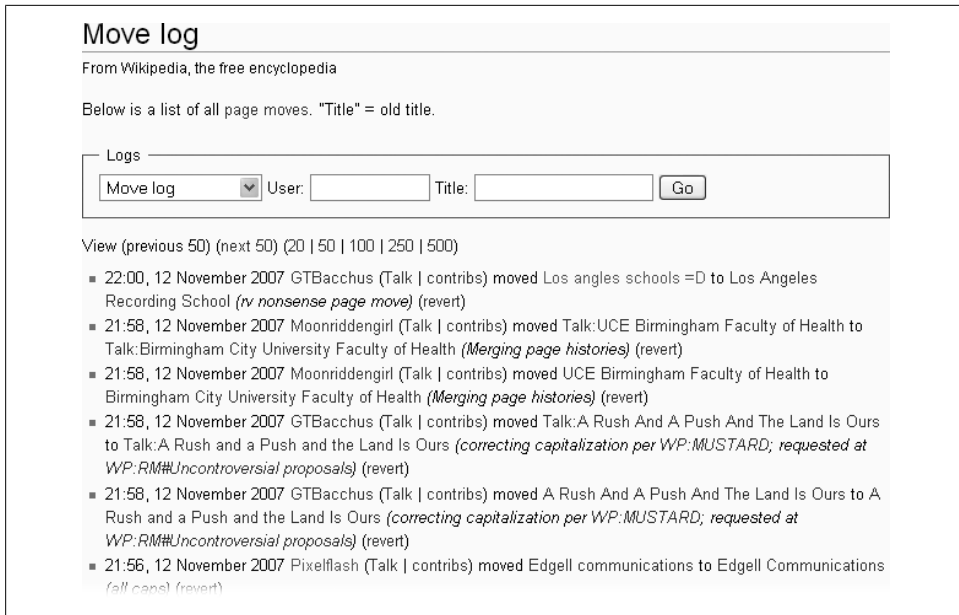 Move log
From Wikipedia, the free encyclopedia
Below is a list of all page moves. "Title" = old title.
Logs
Move log User: Title: Go
View (previous 50) (next 50) (20 | 50 | 100 | 250 | 500)
22:00, 12 November 2007 GTBacchus (Talk | contribs) moved Los angles schools =D to Los Angeles
Recording School (rv nonsense page move) (revert)
21:58, 12 November 2007 Moonriddengirl (Talk | contribs) moved Talk:UCE Birmingham Faculty of Health to
Talk:Birmingham City University Faculty of Health (Merging page histories) (revert)
21:58, 12 November 2007 Moonriddengirl (Talk | contribs) moved UCE Birmingham Faculty of Health to
Birmingham City University Faculty of Health (Merging page histories) (revert)
21:58, 12 November 2007 GTBacchus (Talk | contribs) moved Talk:A Rush And A Push And The Land Is Ours
to Talk:A Rush and a Push and the Land Is Ours (correcting capitalization per WP:MUSTARD; requested at
WP:RM#Uncontroversial proposals) (revert)
21:58, 12 November 2007 GTBacchus (Talk | contribs) moved A Rush And A Push And The Land Is Ours to A
Rush and a Push and the Land Is Ours (correcting capitalization per WP:MUSTARD; requested at
WP:RM#Uncontroversial proposals) (revert)
21:56, 12 November 2007 Pixelflash (Talk | contribs) moved Edgell communications to Edgell Communications
(all caps) (revert)